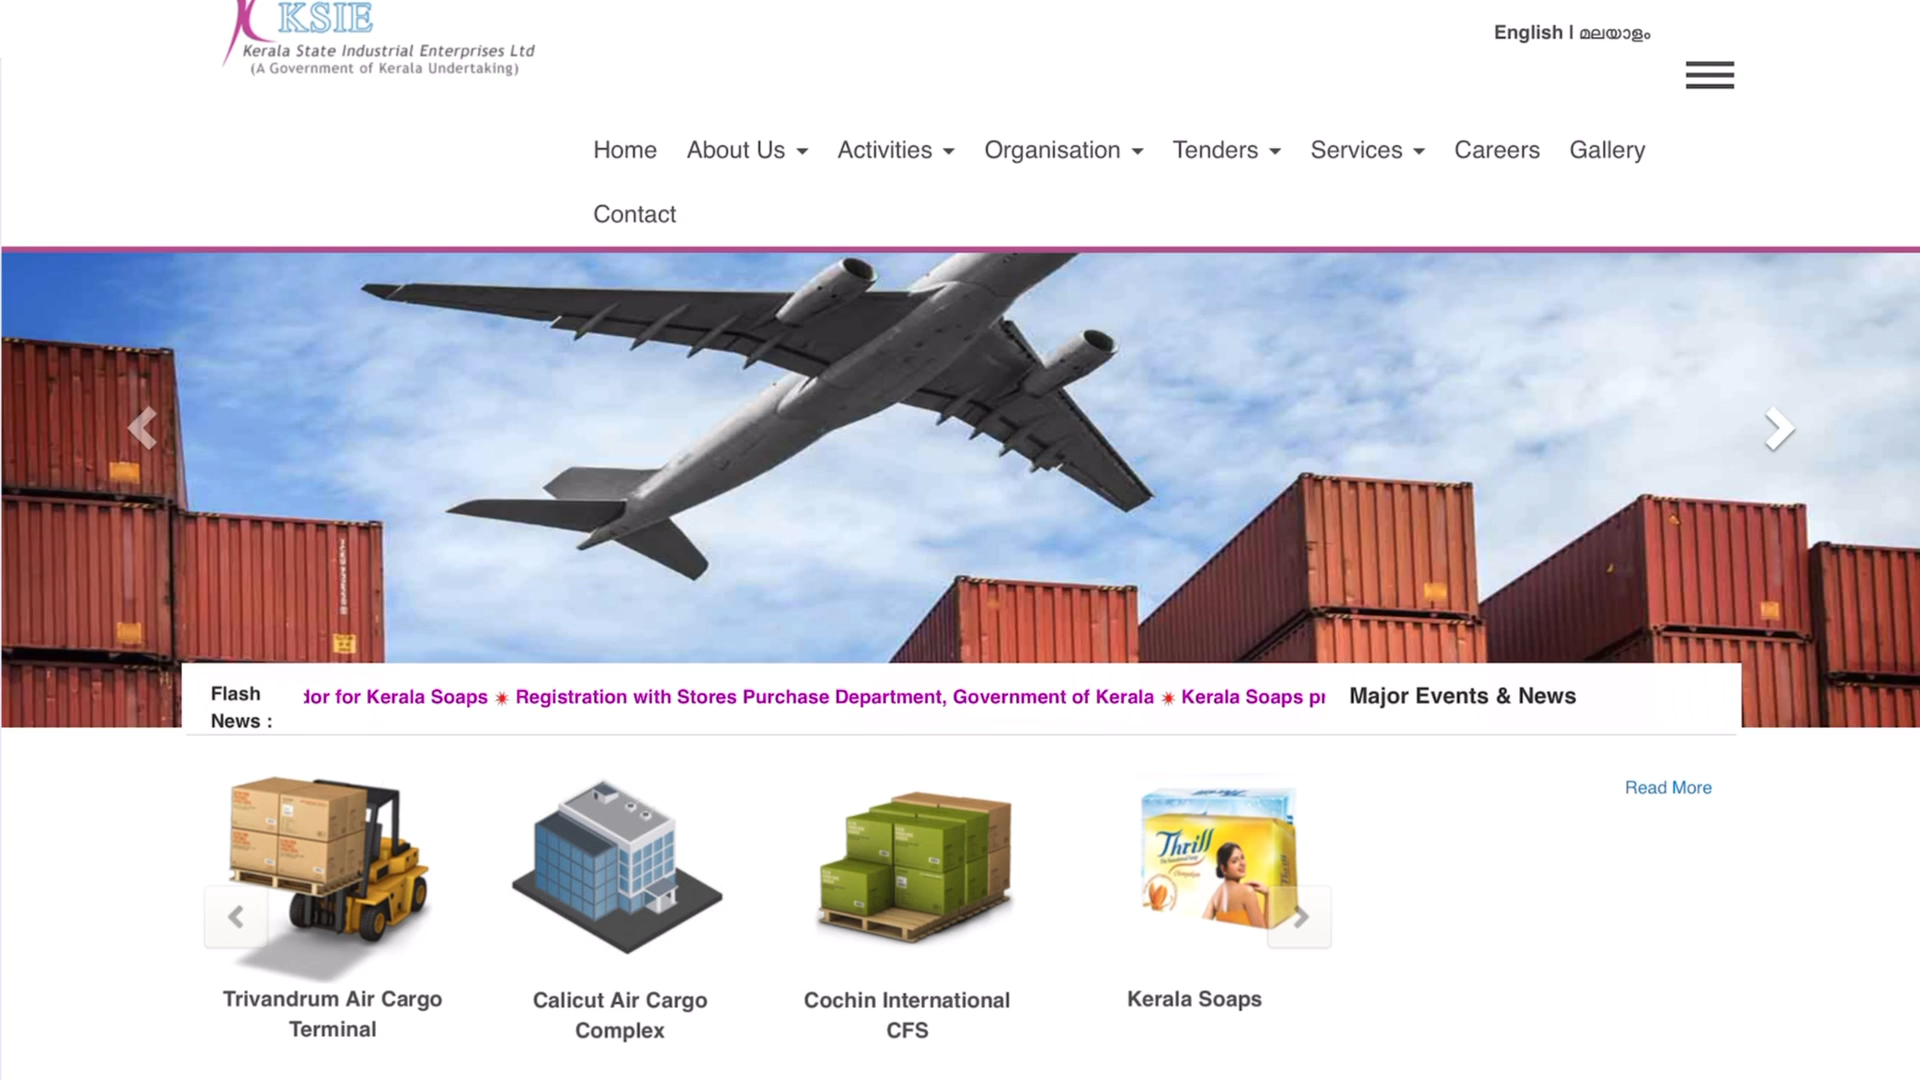 KSIE
Kerala State Industrial Enterprises Ltd
(A Government of Kerala Undertaking)
English | മലയാളം
Home About Us Activities Organisation Tenders Services Careers Gallery
Contact
Flash
News :
dor for Kerala Soaps ✷ Registration with Stores Purchase Department, Government of Kerala ✷ Kerala Soaps pr
Major Events & News
Read More
Thrill
Trivandrum Air Cargo
Terminal
Calicut Air Cargo
Complex
Cochin International
CFS
Kerala Soaps